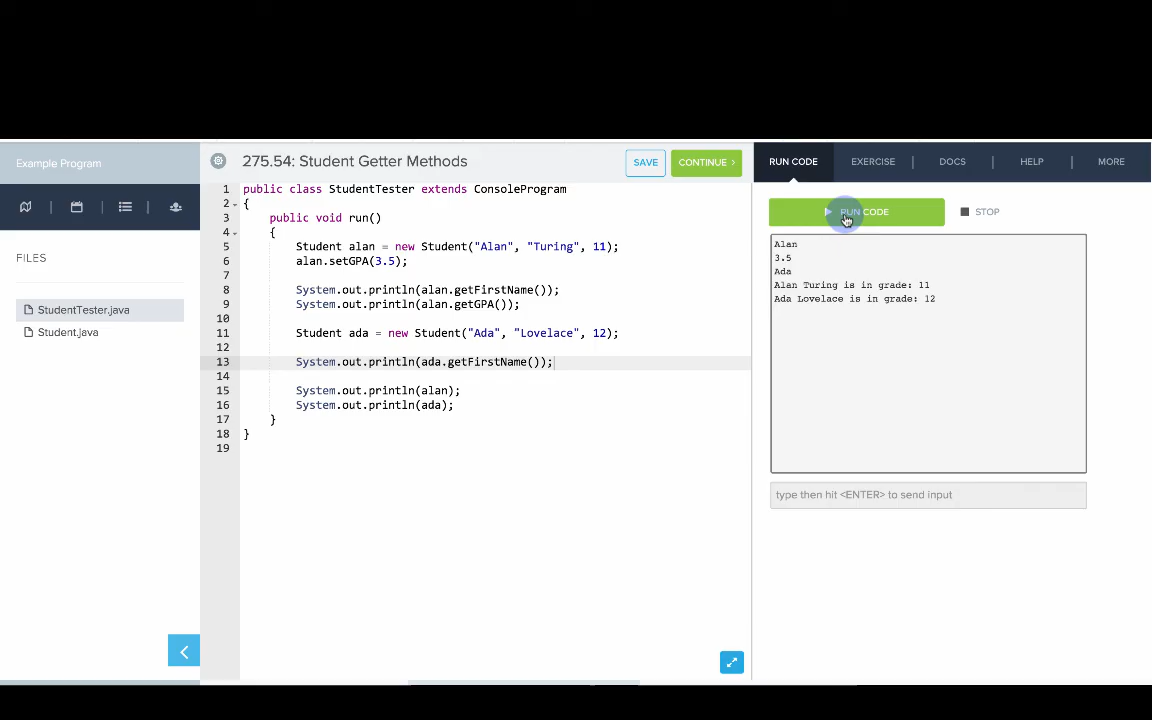 Example Program
275.54: Student Getter Methods
SAVE
CONTINUE >
RUN CODE
EXERCISE
DOCS
HELP
MORE
FILES
StudentTester.java
Student.java
1 public class StudentTester extends ConsoleProgram
2 {
3 public void run()
4 {
5 Student alan = new Student("Alan", "Turing", 11);
6 alan.setGPA(3.5);
7
8 System.out.println(alan.getFirstName());
9 System.out.println(alan.getGPA());
10
11 Student ada = new Student("Ada", "Lovelace", 12);
12
13 System.out.println(ada.getFirstName());
14
15 System.out.println(alan);
16 System.out.println(ada);
17 }
18 }
19
RUN CODE
STOP
Alan
3.5
Ada
Alan Turing is in grade: 11
Ada Lovelace is in grade: 12
type then hit <ENTER> to send input